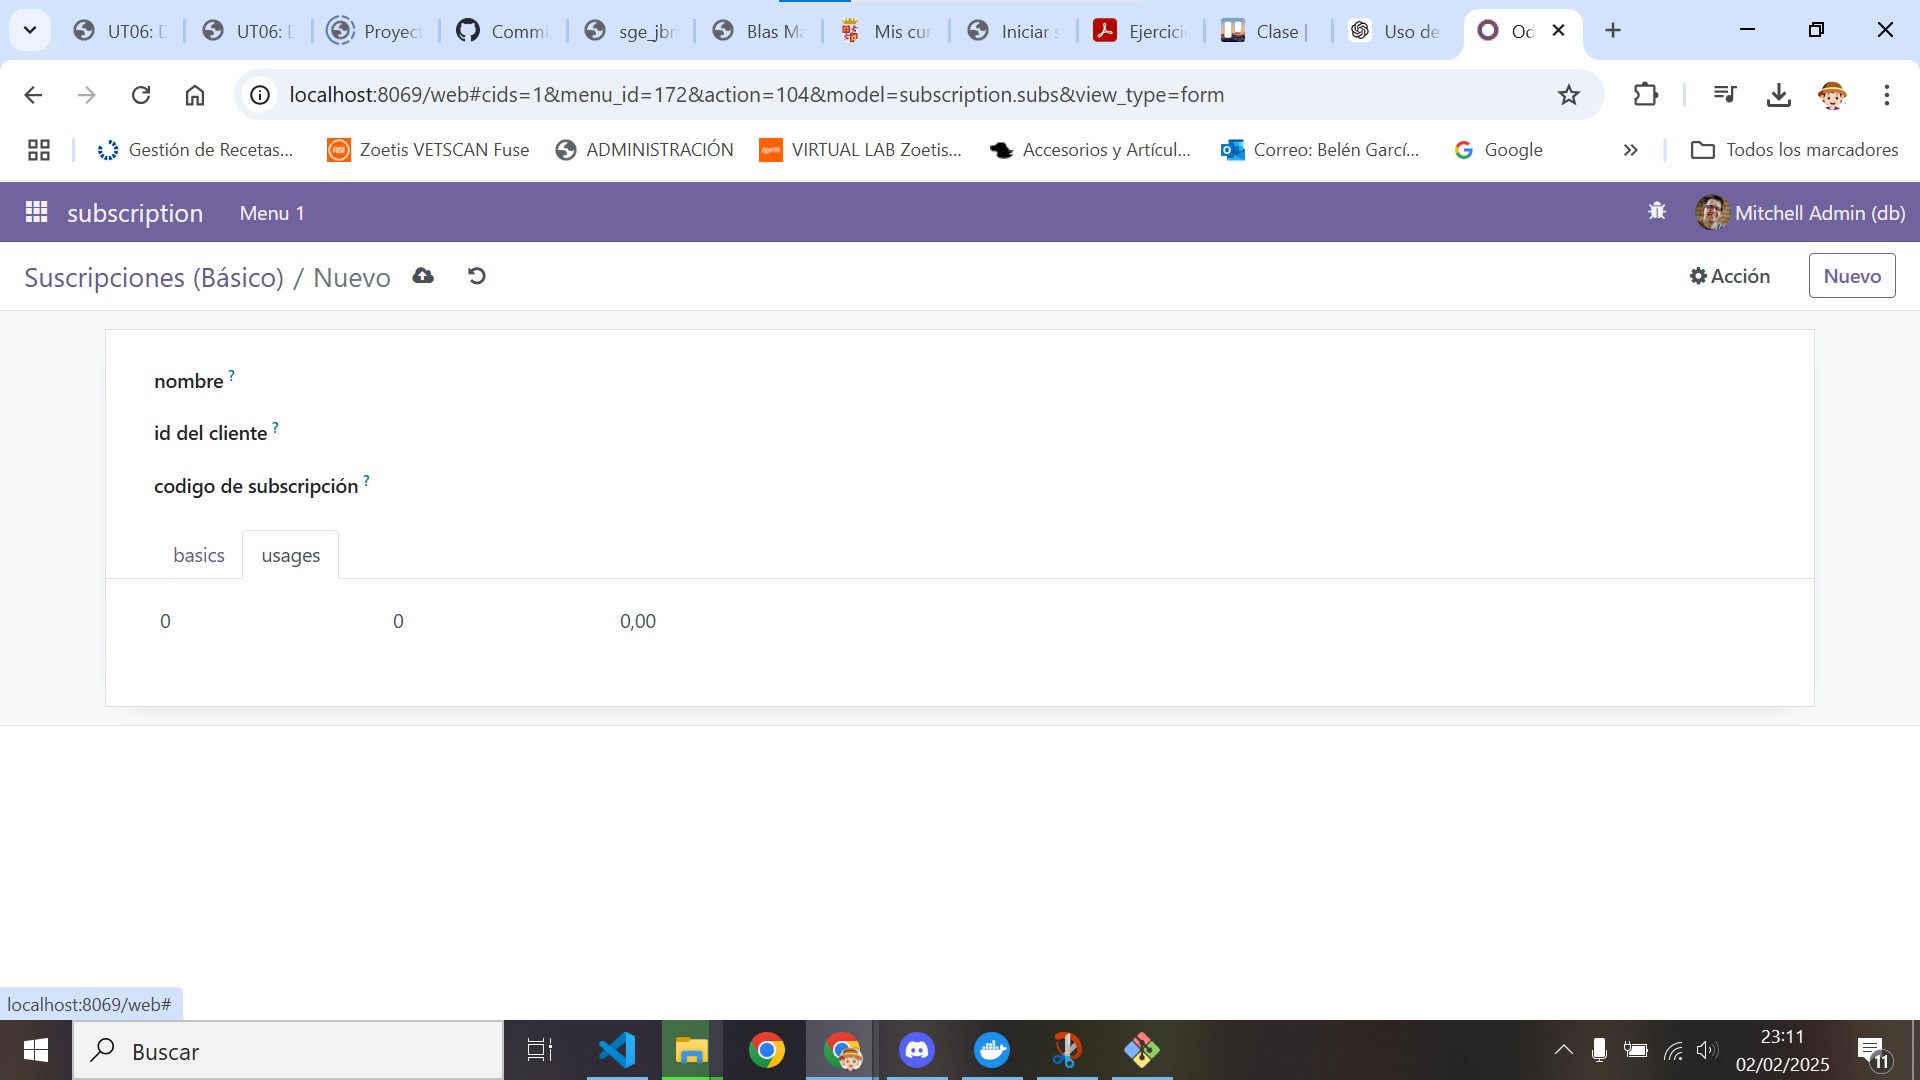 UT06: D
UT06: D
Proyect
Commi
sge_jbr
Blas Ma
Mis cur
Iniciar s
Ejercici
Clase |
Uso de
Od
localhost:8069/web#cids=1&menu_id=172&action=104&model=subscription.subs&view_type=form
Gestión de Recetas...
Zoetis VETSCAN Fuse
ADMINISTRACIÓN
VIRTUAL LAB Zoetis...
Accesorios y Artícul...
Correo: Belén Garcí...
Google
Todos los marcadores
subscription
Menu 1
Mitchell Admin (db)
Suscripciones (Básico) / Nuevo
Acción
Nuevo
nombre ?
id del cliente ?
codigo de subscripción ?
basics
usages
0
0
0,00
localhost:8069/web#
Buscar
23:11
02/02/2025
11